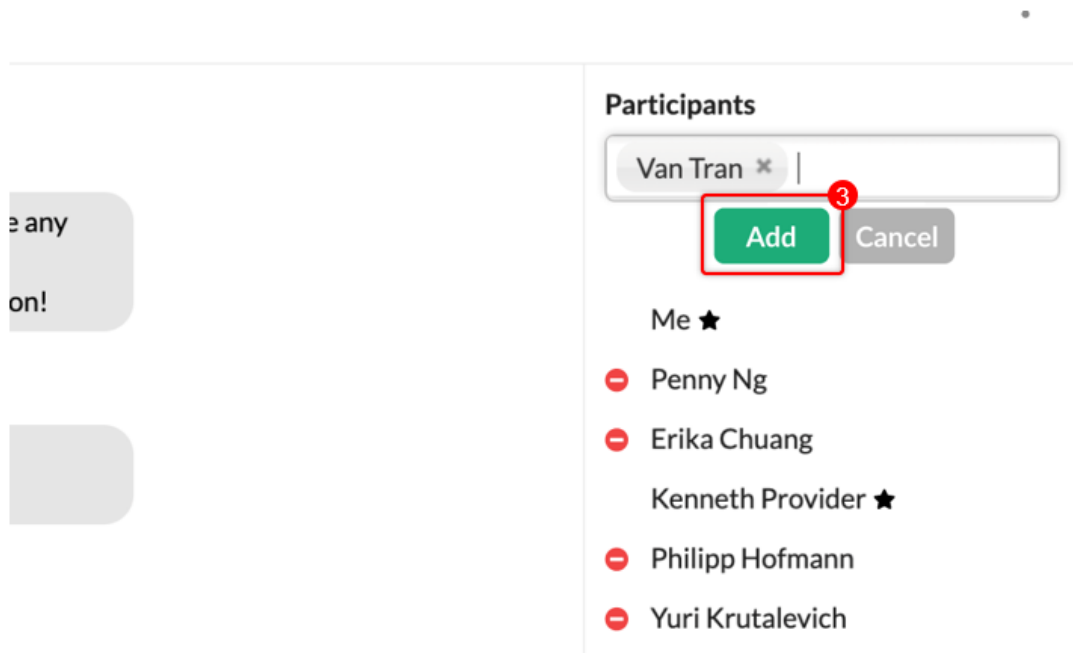 Participants
Van Tran
3
Add Cancel
e any
on!
Me
Penny Ng
Erika Chuang
Kenneth Provider
Philipp Hofmann
Yuri Krutalevich